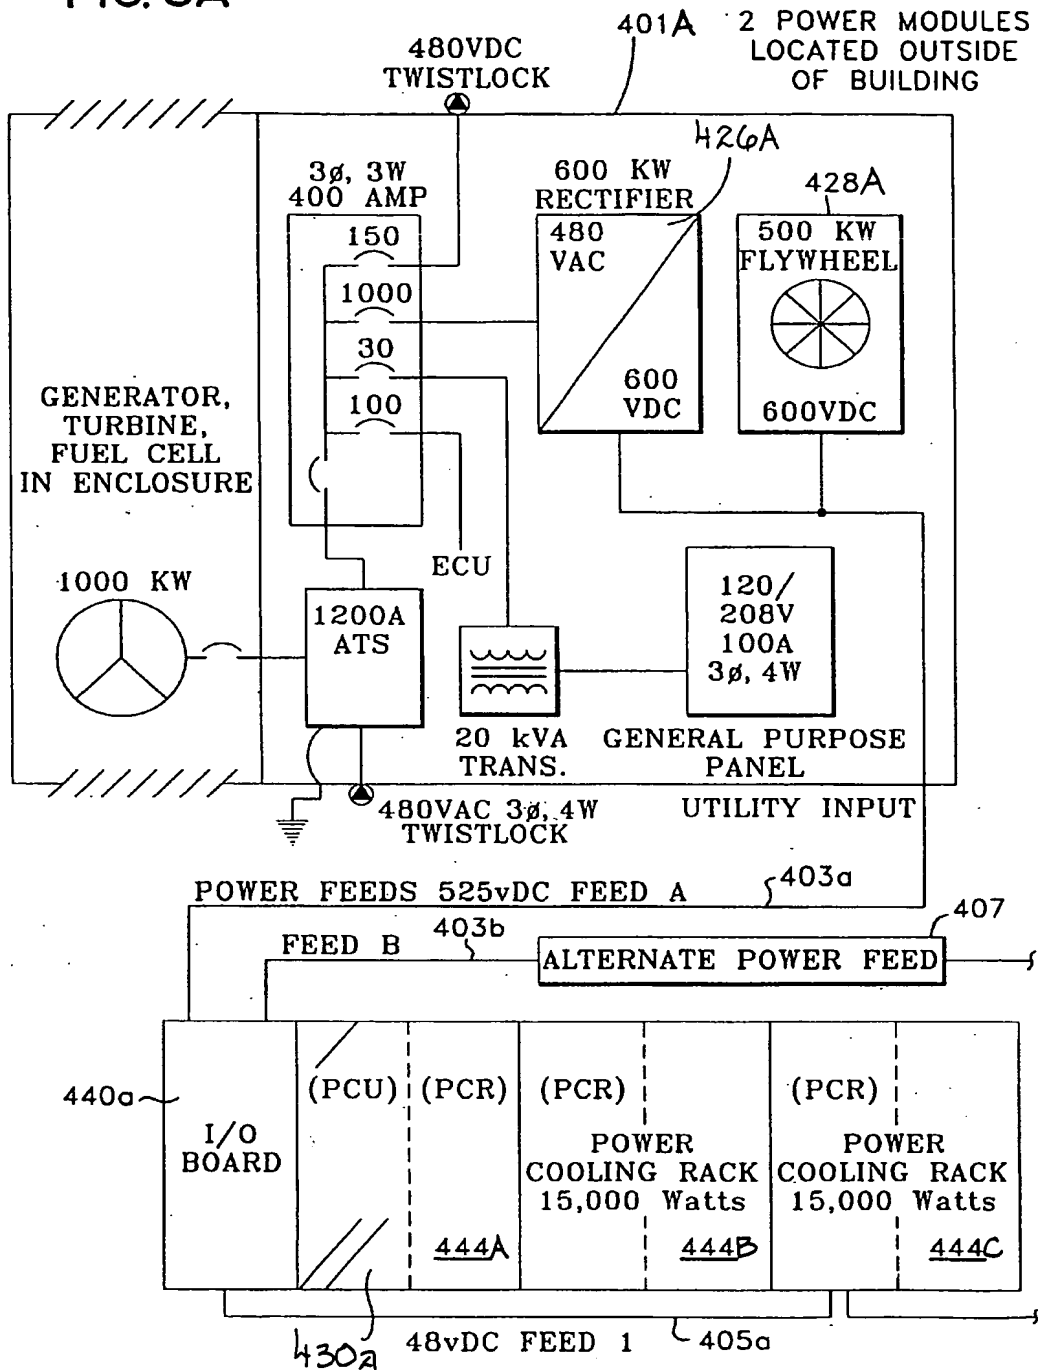 401A
2 POWER MODULES
LOCATED OUTSIDE
OF BUILDING
480VDC
TWISTLOCK
426A
3ø, 3W
400 AMP
600 KW
RECTIFIER
428A
150
480
VAC
500 KW
FLYWHEEL
1000
30
600
VDC
100
600VDC
GENERATOR,
TURBINE,
FUEL CELL
IN ENCLOSURE
ECU
1000 KW
1200A
ATS
120/
208V
100A
3ø, 4W
20 kVA
TRANS.
GENERAL PURPOSE
PANEL
480VAC 3ø, 4W
TWISTLOCK
UTILITY INPUT
POWER FEEDS 525vDC FEED A
403a
407
FEED B
403b
ALTERNATE POWER FEED
440a
I/O
BOARD
(PCU)
(PCR)
444A
(PCR)
POWER
COOLING RACK
15,000 Watts
444B
(PCR)
POWER
COOLING RACK
15,000 Watts
444C
430a
48vDC FEED 1
405a